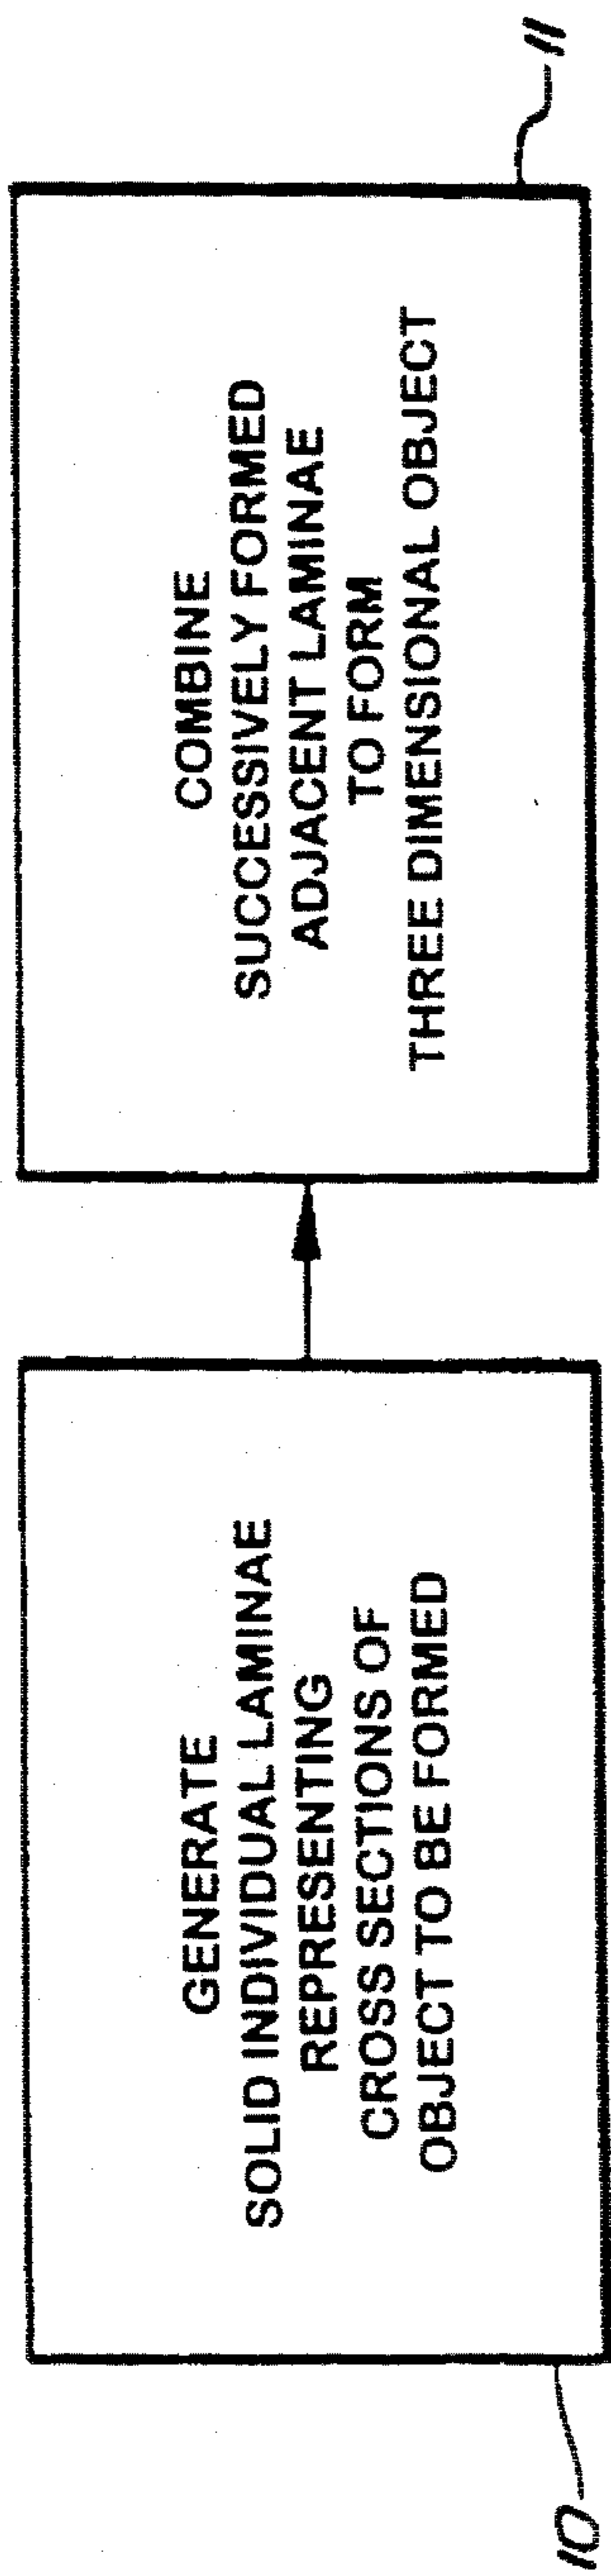 GENERATE
SOLID INDIVIDUAL LAMINAE
REPRESENTING
CROSS SECTIONS OF
OBJECT TO BE FORMED
10
COMBINE
SUCCESSIVELY FORMED
ADJACENT LAMINAE
TO FORM
THREE DIMENSIONAL OBJECT
11